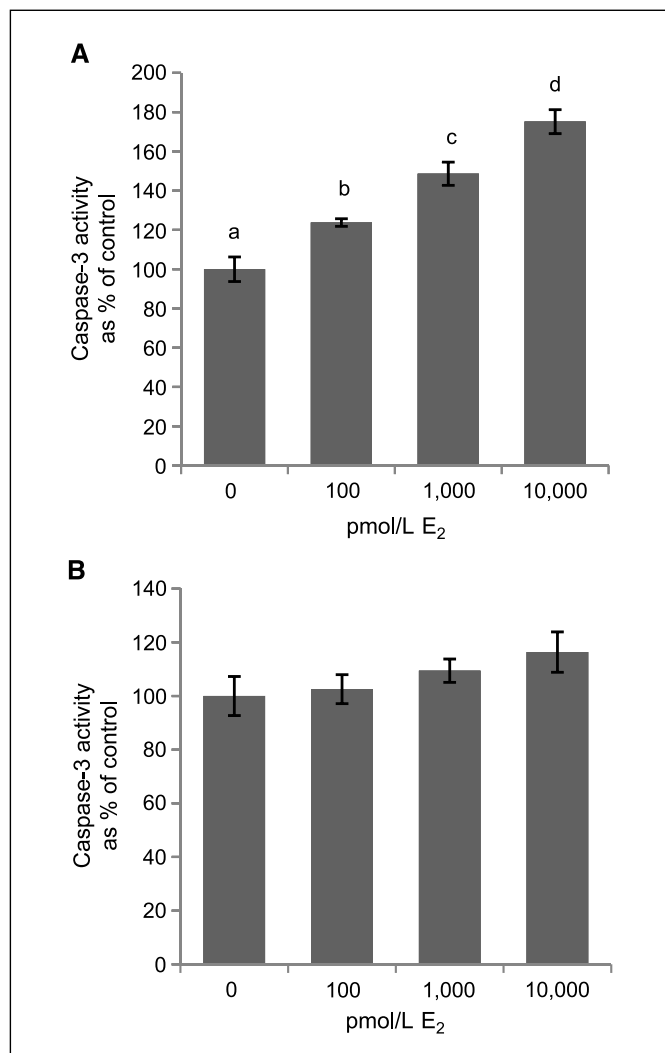 A
200
180
160
140
120
100
80
60
40
20
0
Caspase-3 activity
as % of control
a
b
c
d
0 100 1,000 10,000
pmol/L E₂
B
140
120
100
80
60
40
20
0
Caspase-3 activity
as % of control
0 100 1,000 10,000
pmol/L E₂